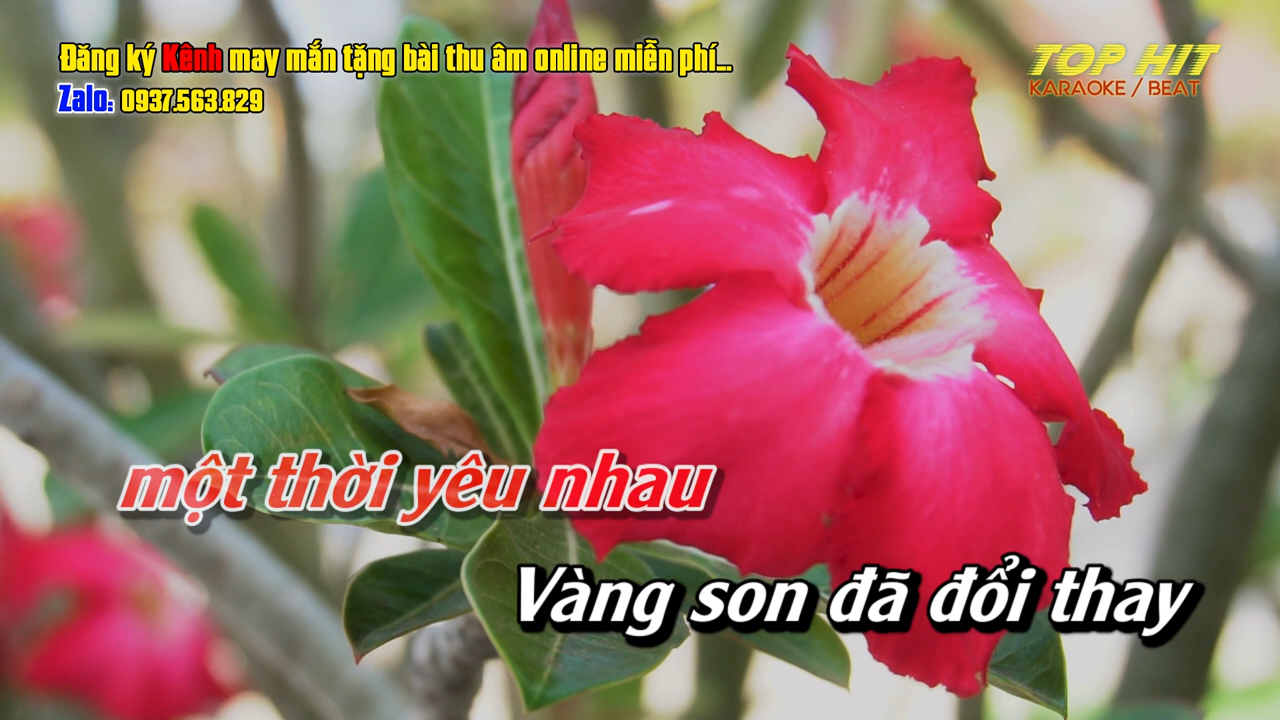 Đăng ký Kênh may mắn tặng bài thu âm online miễn phí...
Zalo: 0937.563.829
TOP HIT
KARAOKE / BEAT
một thời yêu nhau
Vàng son đã đổi thay